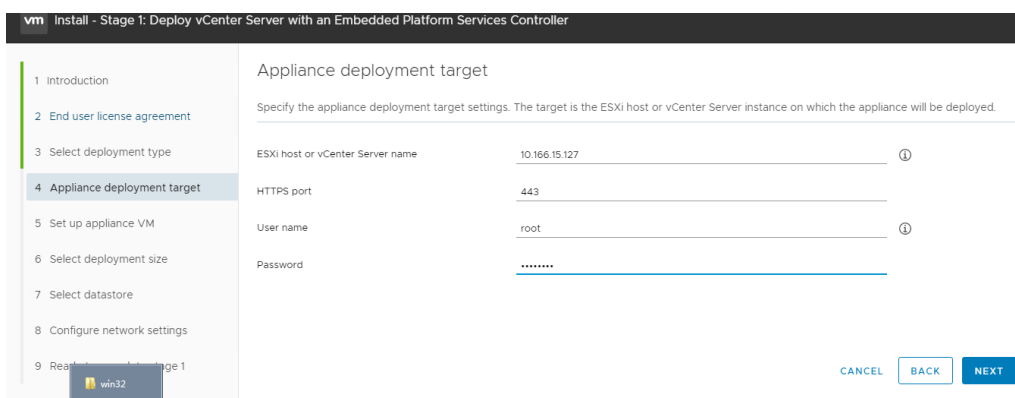 vm Install - Stage 1: Deploy vCenter Server with an Embedded Platform Services Controller
1 Introduction
2 End user license agreement
3 Select deployment type
4 Appliance deployment target
5 Set up appliance VM
6 Select deployment size
7 Select datastore
8 Configure network settings
9 1
win32
Appliance deployment target
Specify the appliance deployment target settings. The target is the ESXi host or vCenter Server instance on which the appliance will be deployed.
ESXi host or vCenter Server name 10.166.15.127
HTTPS port 443
User name root
Password ••••••••
CANCEL BACK NEXT